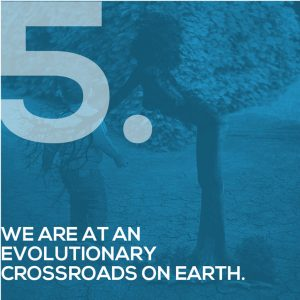 5.
WE ARE AT AN
EVOLUTIONARY
CROSSROADS ON EARTH.